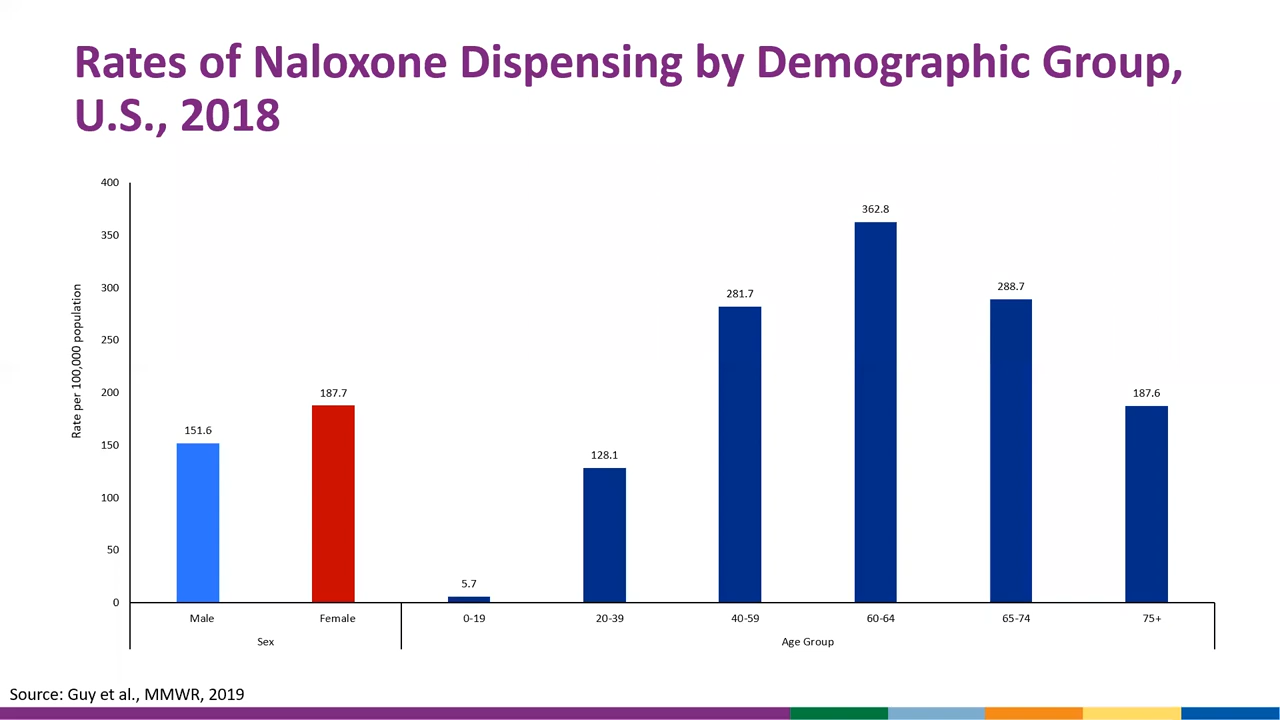 Rates of Naloxone Dispensing by Demographic Group,
U.S., 2018
Rate per 100,000 population
400
350
300
250
200
150
100
50
0
151.6
187.7
5.7
128.1
281.7
362.8
288.7
187.6
Male
Female
0-19
20-39
40-59
60-64
65-74
75+
Sex
Age Group
Source: Guy et al., MMWR, 2019